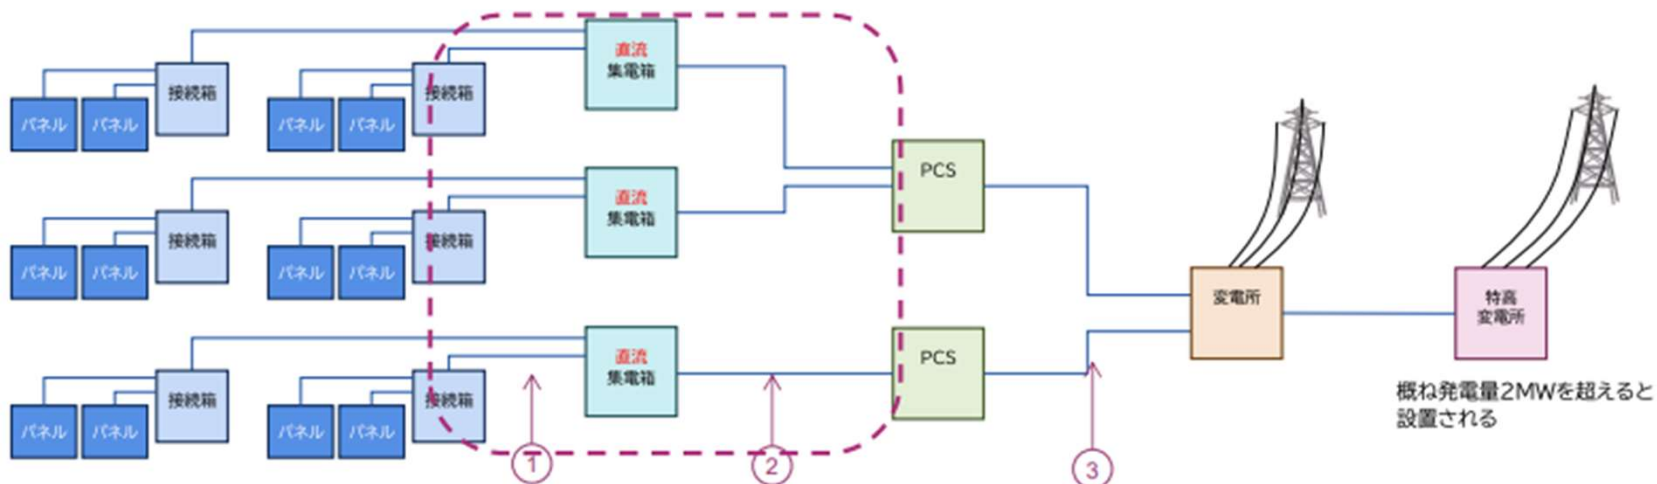 直流
集電箱
接続箱
接続箱
パネル
パネル
パネル
パネル
PCS
直流
集電箱
接続箱
接続箱
パネル
パネル
パネル
パネル
変電所
特高
変電所
直流
集電箱
PCS
接続箱
接続箱
パネル
パネル
パネル
パネル
概ね発電量2MWを超えると
設置される
1
2
3